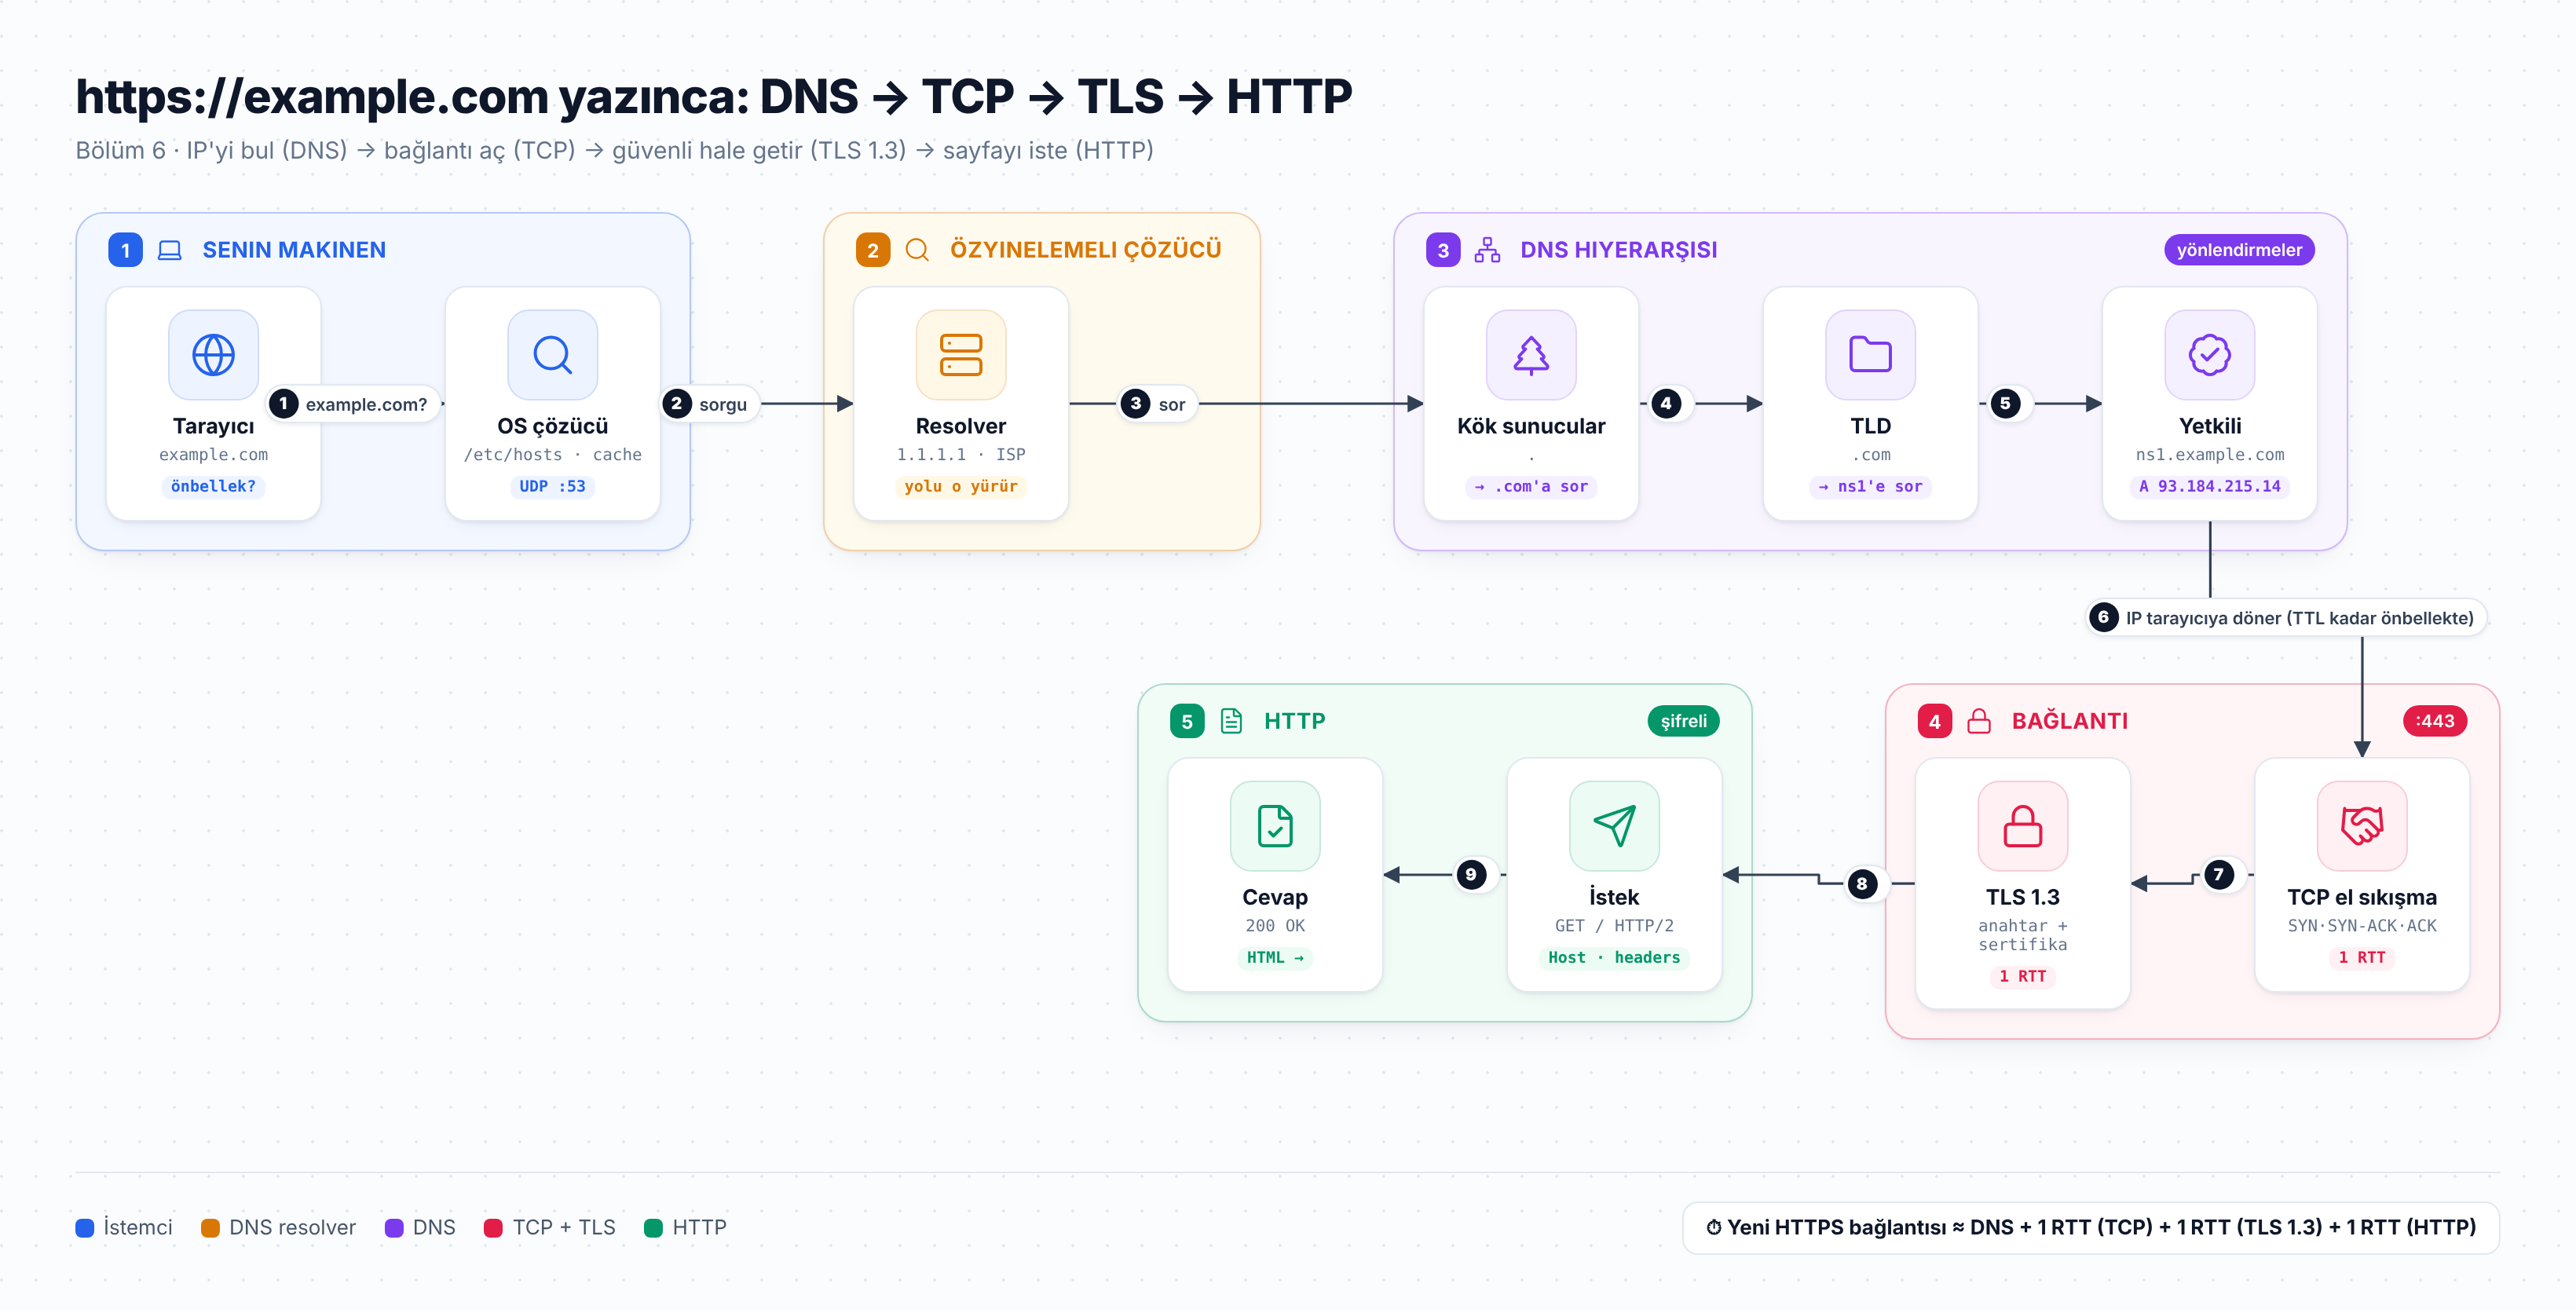 https://example.com yazınca: DNS → TCP → TLS → HTTP
Bölüm 6 · IP'yi bul (DNS) → bağlantı aç (TCP) → güvenli hale getir (TLS 1.3) → sayfayı iste (HTTP)
1 SENIN MAKINEN
Tarayıcı
example.com
önbellek?
1 example.com?
OS çözücü
/etc/hosts · cache
UDP :53
2 sorgu
2 ÖZYINELEMELI ÇÖZÜCÜ
Resolver
1.1.1.1 · ISP
yolu o yürür
3 sor
3 DNS HIYERARŞISI
yönlendirmeler
Kök sunucular
.
→ .com'a sor
4
TLD
.com
→ ns1'e sor
5
Yetkili
ns1.example.com
A 93.184.215.14
6 IP tarayıcıya döner (TTL kadar önbellekte)
5 HTTP
şifreli
Cevap
200 OK
HTML →
9
İstek
GET / HTTP/2
Host · headers
8
4 BAĞLANTI
:443
TLS 1.3
anahtar +
sertifika
1 RTT
7
TCP el sıkışma
SYN·SYN-ACK·ACK
1 RTT
İstemci
DNS resolver
DNS
TCP + TLS
HTTP
⏱ Yeni HTTPS bağlantısı ≈ DNS + 1 RTT (TCP) + 1 RTT (TLS 1.3) + 1 RTT (HTTP)